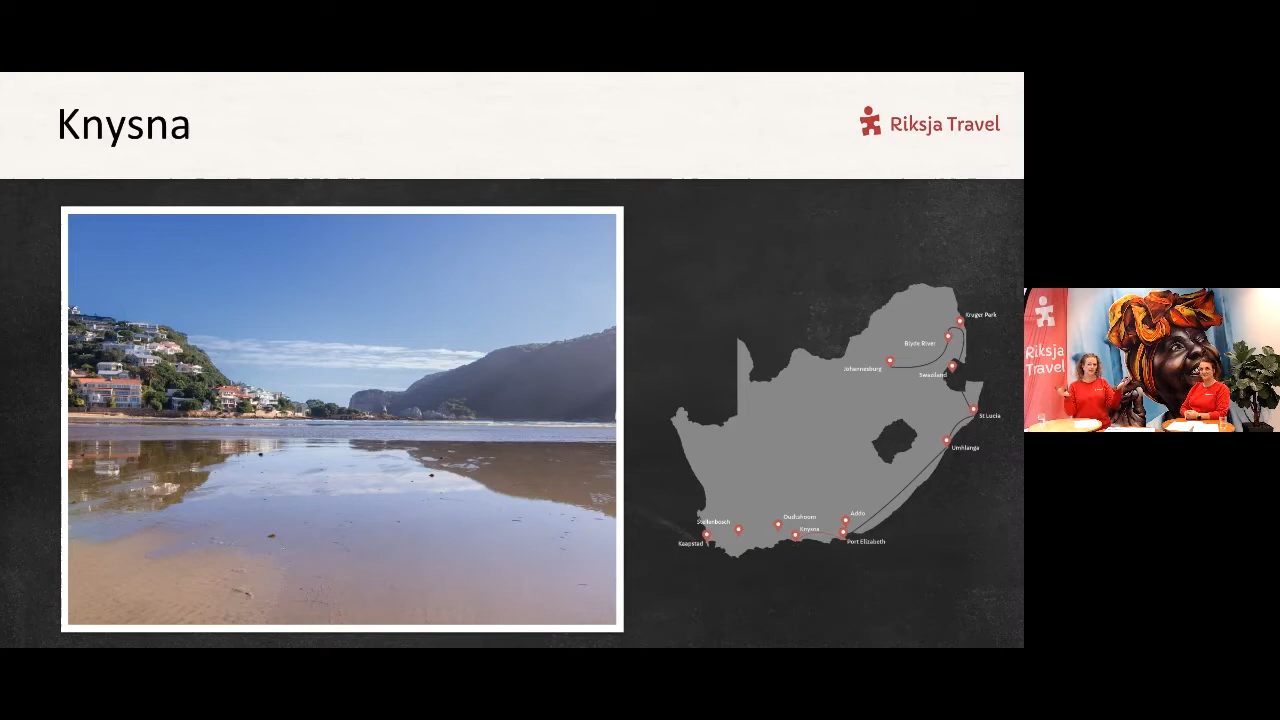 Knysna
Riksja Travel
Kruger Park
Blyde River
Johannesburg
Swaziland
St Lucia
Umhlanga
Addo
Oudtshoorn
Stellenbosch
Knysna
Kaapstad
Port Elizabeth
Riksja
Travel